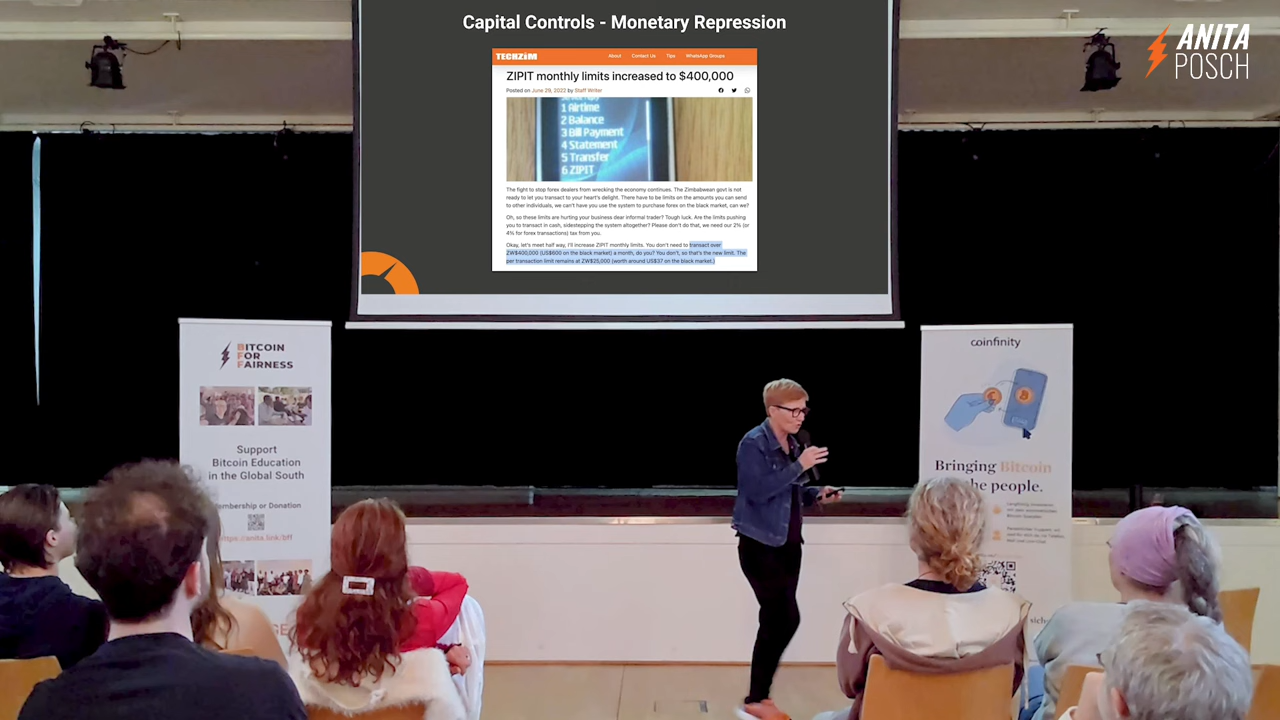 Capital Controls - Monetary Repression
TECHZIM
About Contact Us Tips WhatsApp Groups
ZIPIT monthly limits increased to $400,000
Posted on June 29, 2022 by Staff Writer
1 Airtime
2 Balance
3 Bill Payment
4 Statement
5 Transfer
6 ZIPIT
The fight to stop forex dealers from wrecking the economy continues. The Zimbabwean govt is not
ready to let you transact to your heart's delight. There have to be limits on the amounts you can send
to other individuals, we can't have you use the system to purchase forex on the black market, can we?
Oh, so these limits are hurting your business dear informal trader? Tough luck. Are the limits pushing
you to transact in cash, sidestepping the system altogether? Please don't do that, we need our 2% (or
4% for forex transactions) tax from you.
Okay, let's meet half way, I'll increase ZIPIT monthly limits. You don't need to transact over
ZW$400,000 (US$600 on the black market) a month, do you? You don't, so that's the new limit. The
per transaction limit remains at ZW$25,000 (worth around US$37 on the black market.)
ANITA
POSCH
BITCOIN
FOR
FAIRNESS
Support
Bitcoin Education
in the Global South
Membership or Donation
https://anita.link/bff
coinfinity
Bringing Bitcoin
the people.